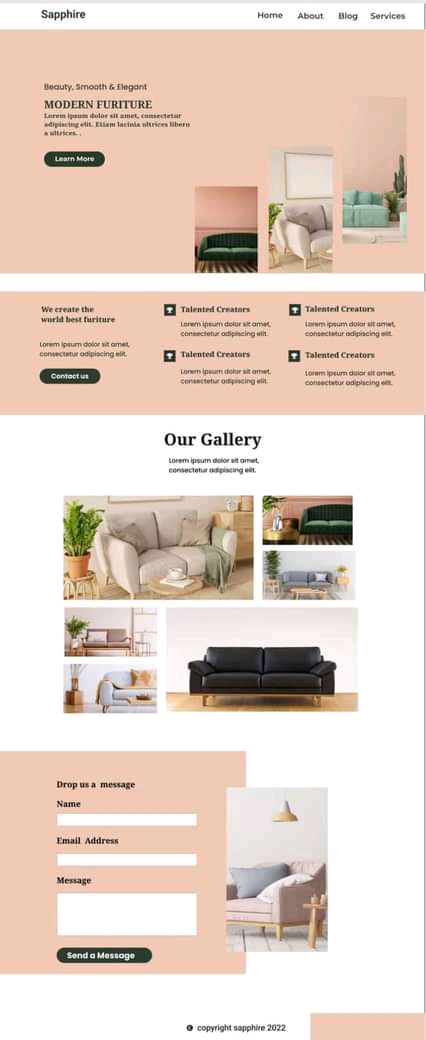 Sapphire
Home About Blog Services
Beauty, Smooth & Elegant
MODERN FURITURE
Lorem ipsum dolor sit amet, consectetur
adipiscing elit. Etiam lacinia ultrices libero
a ultrices. .
Learn More
We create the
world best furiture
Lorem ipsum dolor sit amet,
consectetur adipiscing elit.
Contact us
Talented Creators
Lorem ipsum dolor sit amet,
consectetur adipiscing elit.
Talented Creators
Lorem ipsum dolor sit amet,
consectetur adipiscing elit.
Talented Creators
Lorem ipsum dolor sit amet,
consectetur adipiscing elit.
Talented Creators
Lorem ipsum dolor sit amet,
consectetur adipiscing elit.
Our Gallery
Lorem ipsum dolor sit amet,
consectetur adipiscing elit.
Drop us a message
Name
Email Address
Message
Send a Message
copyright sapphire 2022